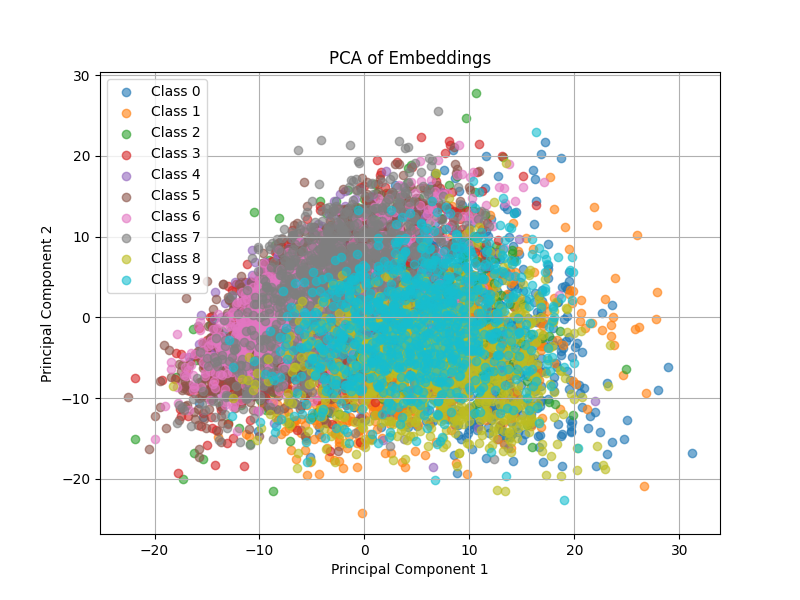 PCA of Embeddings
Class 0
Class 1
Class 2
Class 3
Class 4
Class 5
Class 6
Class 7
Class 8
Class 9
30
20
10
0
−10
−20
Principal Component 2
−20 −10 0 10 20 30
Principal Component 1